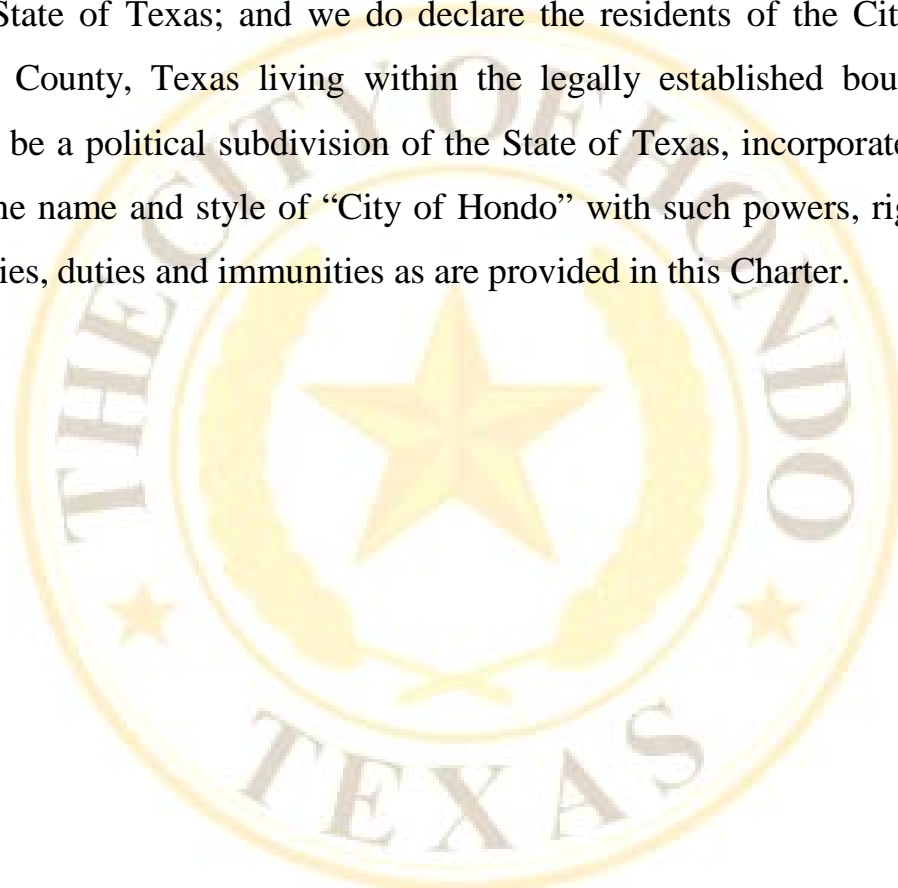 State of Texas; and we do declare the residents of the Cit
County, Texas living within the legally established bou
be a political subdivision of the State of Texas, incorporate
name and style of “City of Hondo” with such powers, rig
duties and immunities as are provided in this Charter.
THE CITY OF HONDO
TEXAS